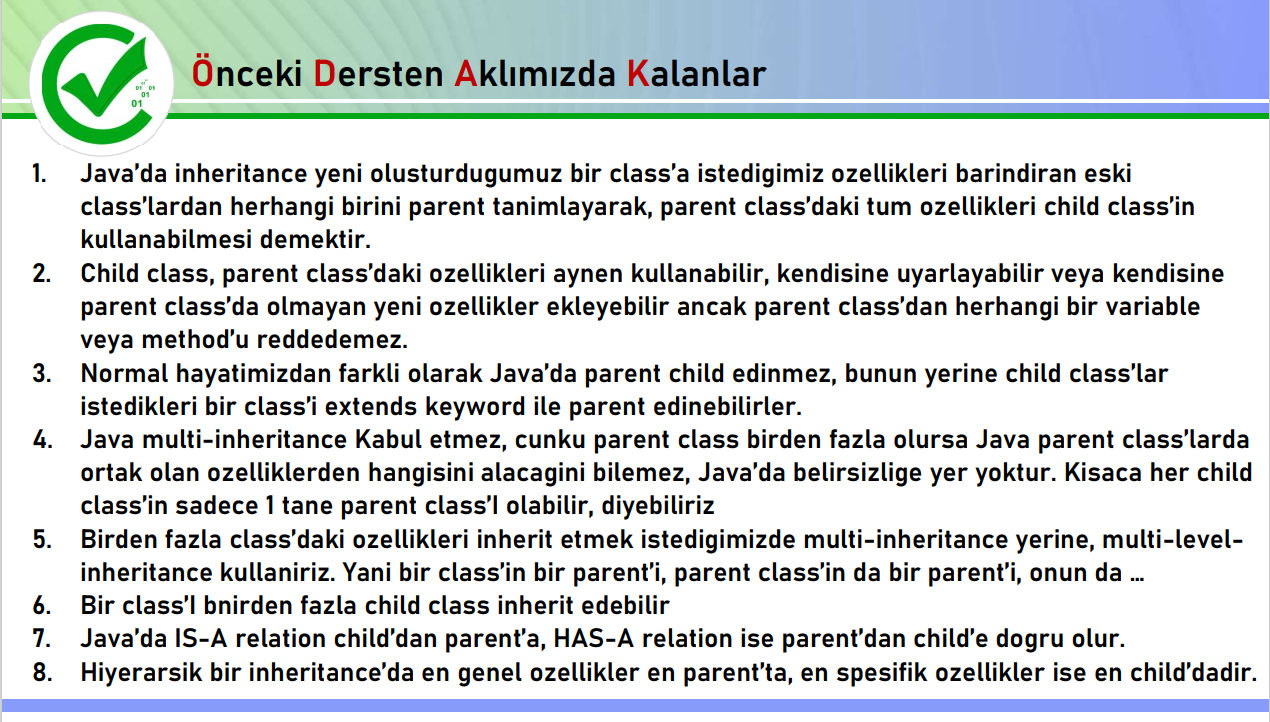 Önceki Dersten Aklımızda Kalanlar
01
01 01
01
01
1. Java’da inheritance yeni olusturdugumuz bir class’a istedigimiz ozellikleri barindiran eski
class’lardan herhangi birini parent tanimlayarak, parent class’daki tum ozellikleri child class’in
kullanabilmesi demektir.
2. Child class, parent class’daki ozellikleri aynen kullanabilir, kendisine uyarlayabilir veya kendisine
parent class’da olmayan yeni ozellikler ekleyebilir ancak parent class’dan herhangi bir variable
veya method’u reddedemez.
3. Normal hayatimizdan farkli olarak Java’da parent child edinmez, bunun yerine child class’lar
istedikleri bir class’i extends keyword ile parent edinebilirler.
4. Java multi-inheritance Kabul etmez, cunku parent class birden fazla olursa Java parent class’larda
ortak olan ozelliklerden hangisini alacagini bilemez, Java’da belirsizlige yer yoktur. Kisaca her child
class’in sadece 1 tane parent class’I olabilir, diyebiliriz
5. Birden fazla class’daki ozellikleri inherit etmek istedigimizde multi-inheritance yerine, multi-level-
inheritance kullaniriz. Yani bir class’in bir parent’i, parent class’in da bir parent’i, onun da …
6. Bir class’I bnirden fazla child class inherit edebilir
7. Java’da IS-A relation child’dan parent’a, HAS-A relation ise parent’dan child’e dogru olur.
8. Hiyerarsik bir inheritance’da en genel ozellikler en parent’ta, en spesifik ozellikler ise en child’dadir.